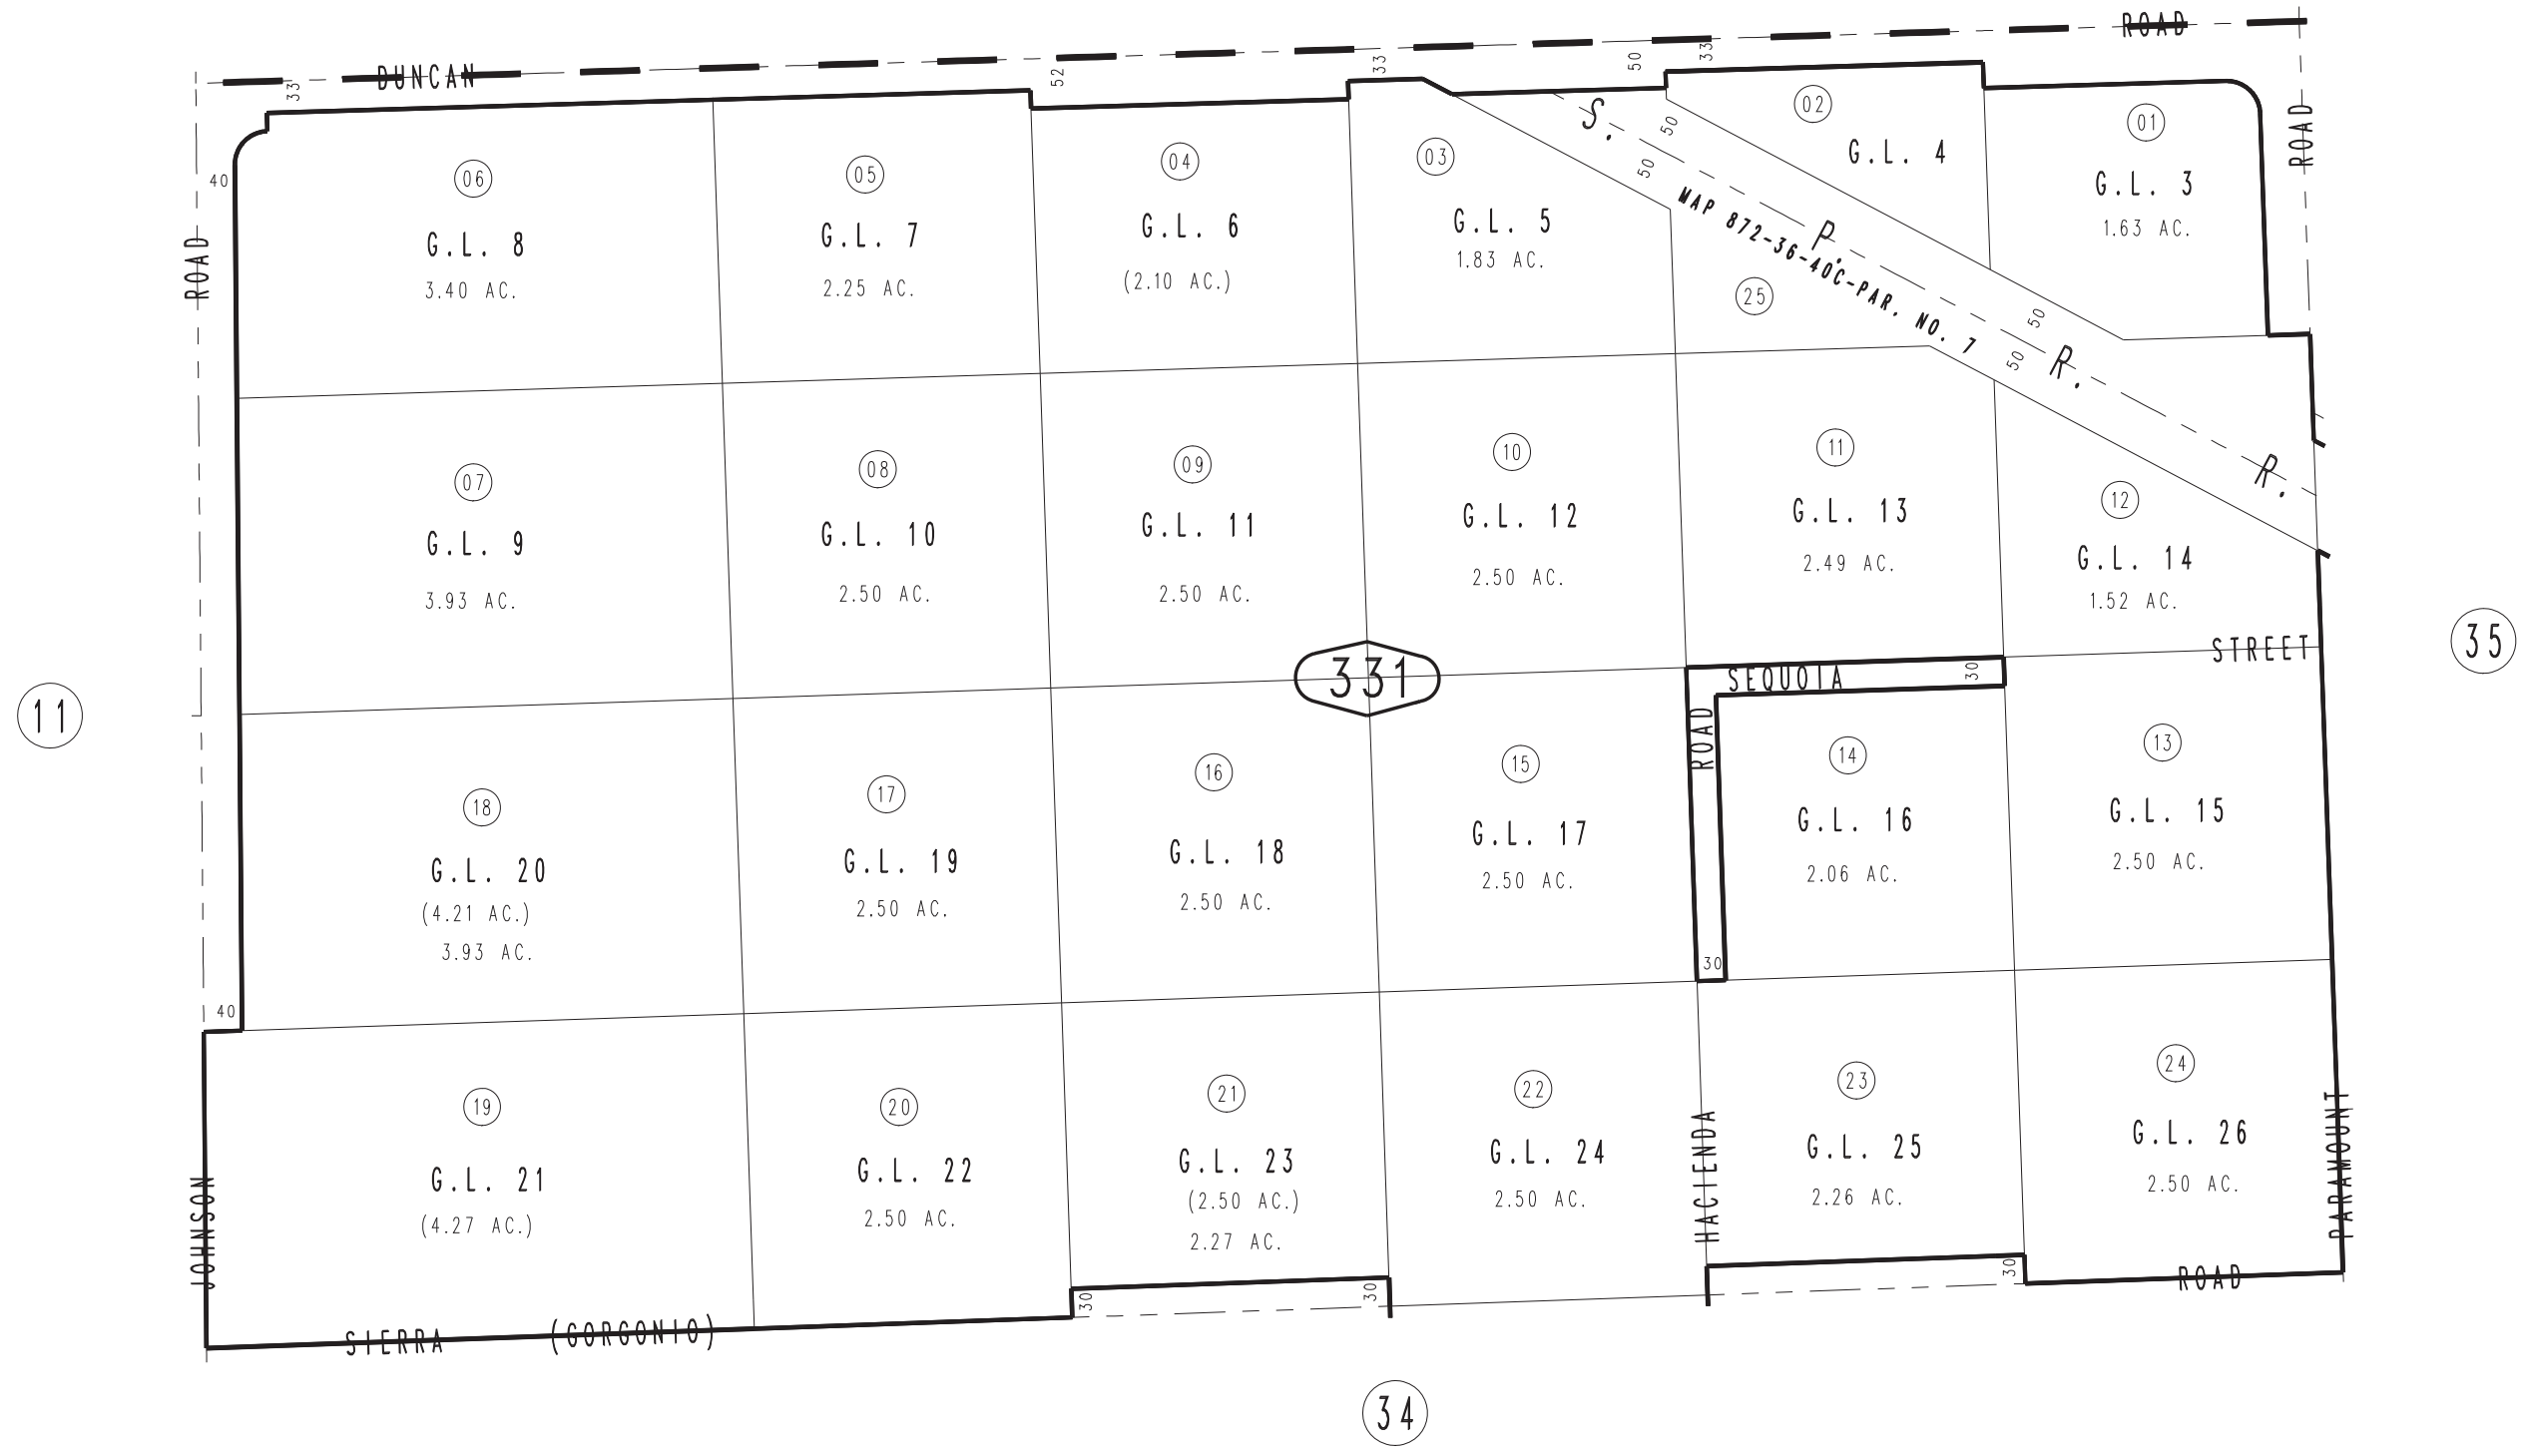 DUNCAN ROAD
33 52 33 50 33
40
ROAD
06
G.L. 8
3.40 AC.
05
G.L. 7
2.25 AC.
04
G.L. 6
(2.10 AC.)
03
G.L. 5
1.83 AC.
S. P. R. R.
50
50
MAP 872-36-40C-PAR. NO. 7
50
50
02
G.L. 4
25
01
G.L. 3
1.63 AC.
ROAD
07
G.L. 9
3.93 AC.
08
G.L. 10
2.50 AC.
09
G.L. 11
2.50 AC.
10
G.L. 12
2.50 AC.
11
G.L. 13
2.49 AC.
12
G.L. 14
1.52 AC.
11
331
SEQUOIA STREET
30
35
ROAD
18
G.L. 20
(4.21 AC.)
3.93 AC.
40
17
G.L. 19
2.50 AC.
16
G.L. 18
2.50 AC.
15
G.L. 17
2.50 AC.
30
14
G.L. 16
2.06 AC.
13
G.L. 15
2.50 AC.
JOHNSON
19
G.L. 21
(4.27 AC.)
20
G.L. 22
2.50 AC.
21
G.L. 23
(2.50 AC.)
2.27 AC.
22
G.L. 24
2.50 AC.
HACIENDA
23
G.L. 25
2.26 AC.
24
G.L. 26
2.50 AC.
PARAMOUNT
30 30 30
SIERRA (GORGONIO) ROAD
34